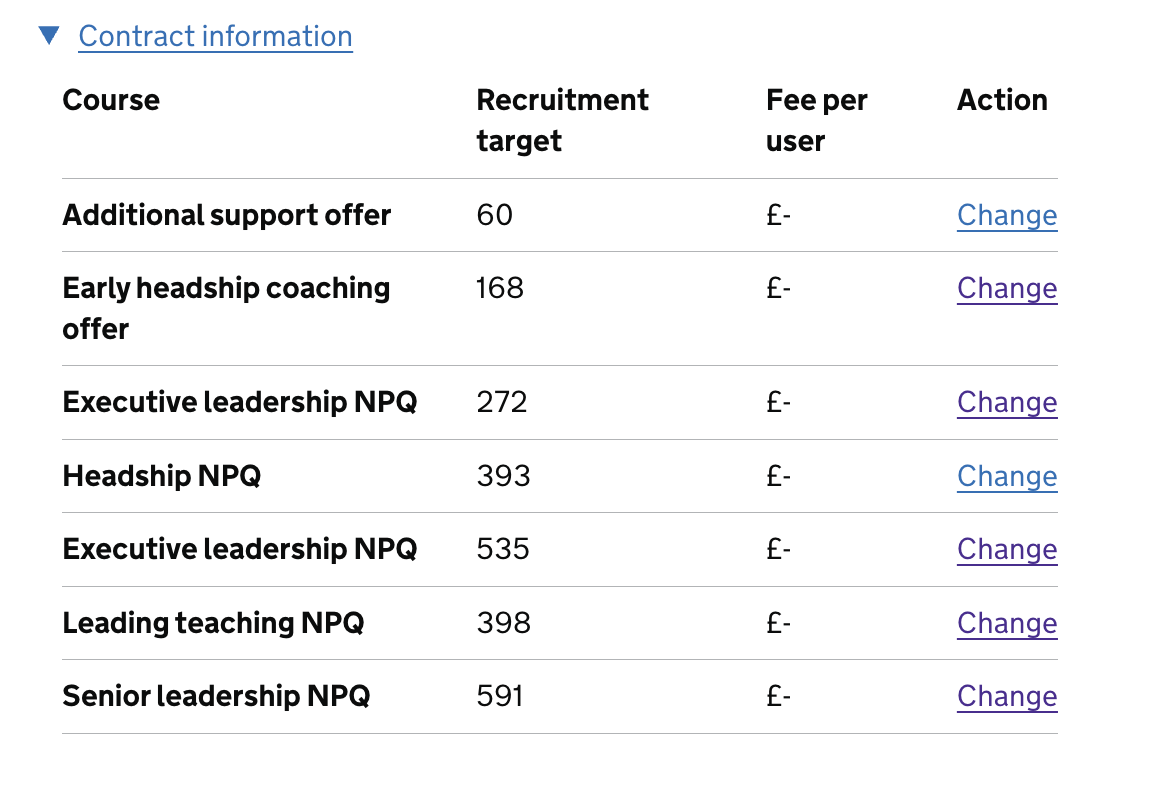 Contract information
Course Recruitment target Fee per user Action
Additional support offer 60 £- Change
Early headship coaching offer 168 £- Change
Executive leadership NPQ 272 £- Change
Headship NPQ 393 £- Change
Executive leadership NPQ 535 £- Change
Leading teaching NPQ 398 £- Change
Senior leadership NPQ 591 £- Change